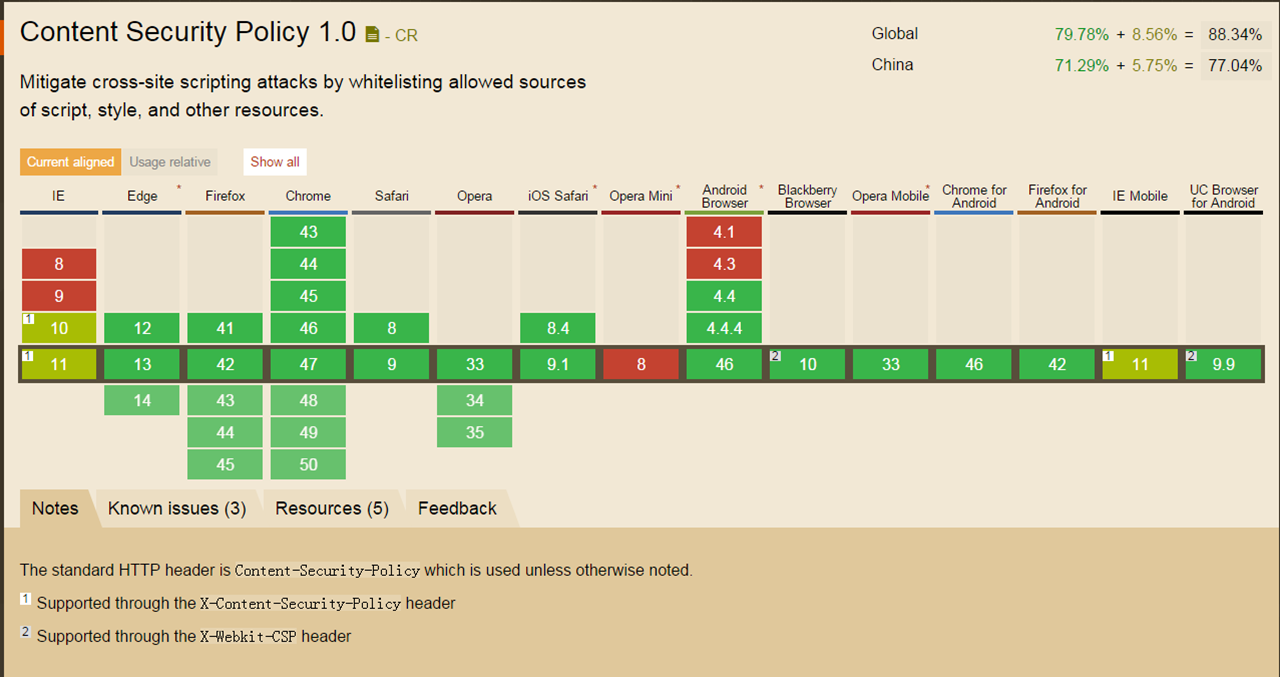 Content Security Policy 1.0 - CR
Global 79.78% + 8.56% = 88.34%
China 71.29% + 5.75% = 77.04%
Mitigate cross-site scripting attacks by whitelisting allowed sources
of script, style, and other resources.
Current aligned Usage relative Show all
IE Edge * Firefox Chrome Safari Opera iOS Safari * Opera Mini * Android Browser * Blackberry Browser Opera Mobile * Chrome for Android Firefox for Android IE Mobile UC Browser for Android
43 4.1
8 44 4.3
9 45 4.4
1 10 12 41 46 8 8.4 4.4.4
1 11 13 42 47 9 33 9.1 8 46 2 10 33 46 42 1 11 2 9.9
14 43 48 34
44 49 35
45 50
Notes Known issues (3) Resources (5) Feedback
The standard HTTP header is Content-Security-Policy which is used unless otherwise noted.
1 Supported through the X-Content-Security-Policy header
2 Supported through the X-Webkit-CSP header